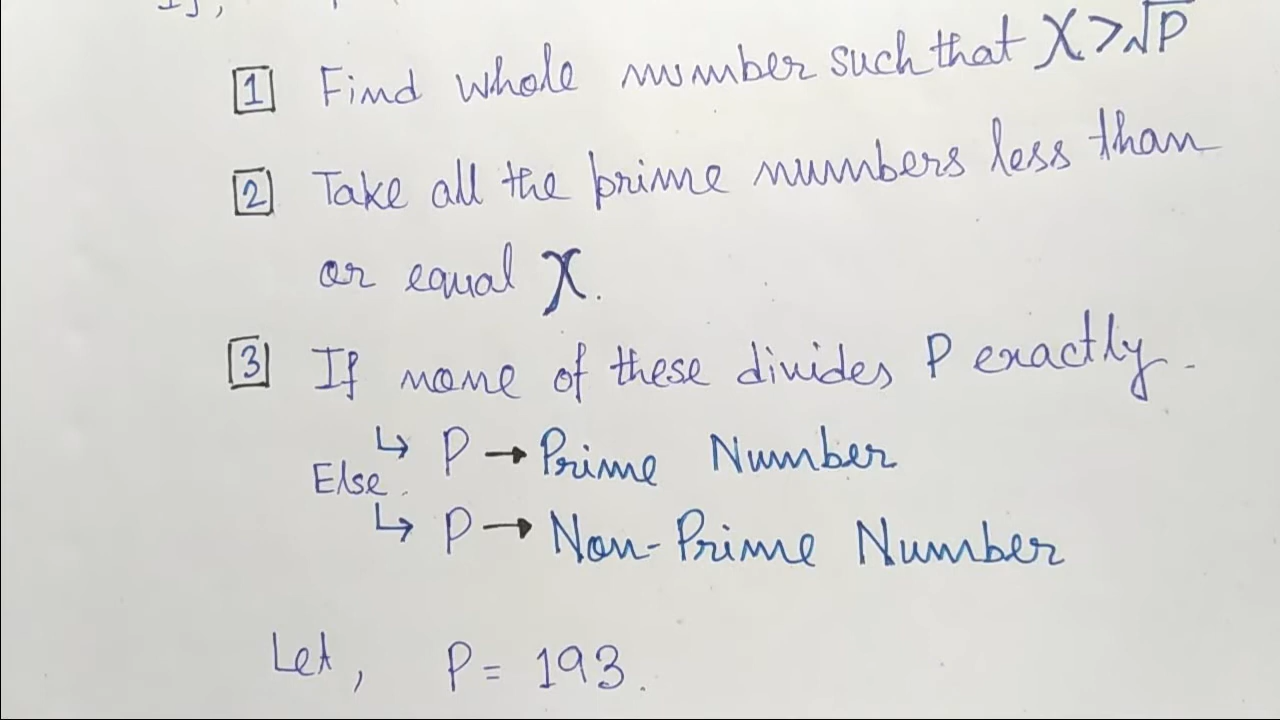 1 Find whole number such that X > √P
2 Take all the prime numbers less than
or equal X.
3 If none of these divides P exactly.
↳ P → Prime Number
Else.
↳ P → Non-Prime Number
Let, P = 193.